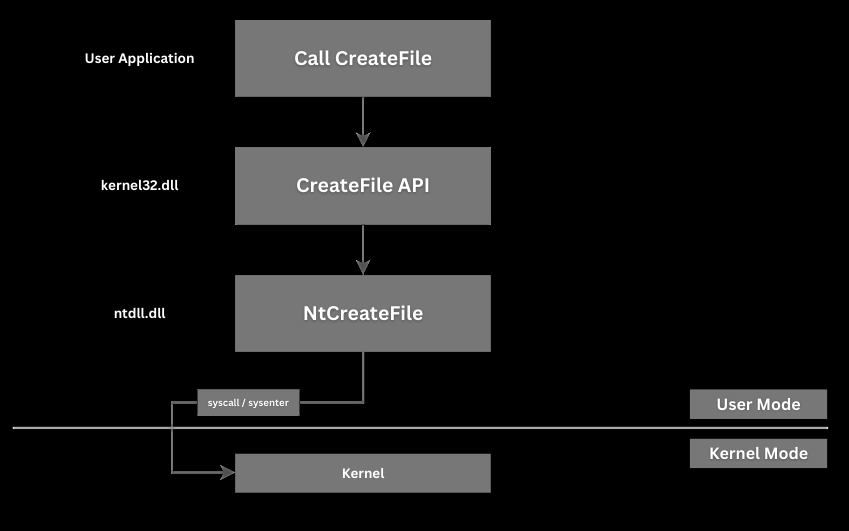 User Application
Call CreateFile
kernel32.dll
CreateFile API
ntdll.dll
NtCreateFile
syscall / sysenter
User Mode
Kernel Mode
Kernel